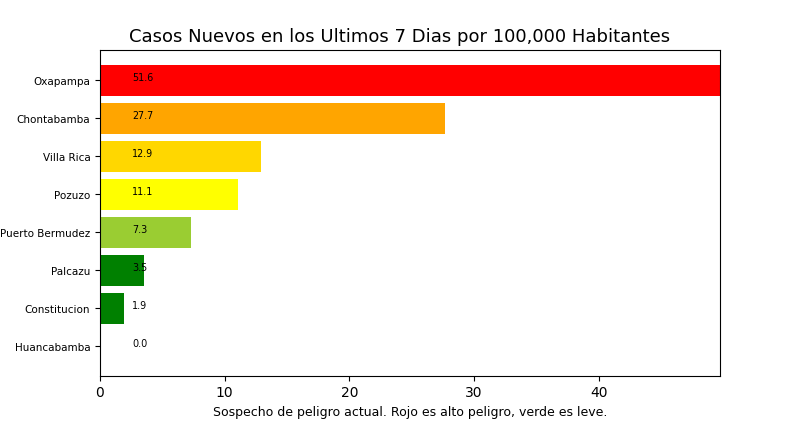 Casos Nuevos en los Ultimos 7 Dias por 100,000 Habitantes
Oxapampa 51.6
Chontabamba 27.7
Villa Rica 12.9
Pozuzo 11.1
Puerto Bermudez 7.3
Palcazu 3.5
Constitucion 1.9
Huancabamba 0.0
0 10 20 30 40
Sospecho de peligro actual. Rojo es alto peligro, verde es leve.